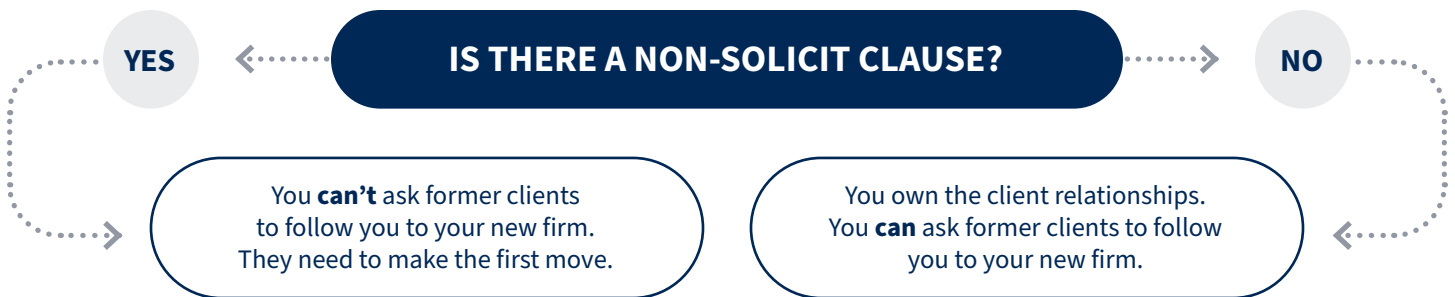 YES
IS THERE A NON-SOLICIT CLAUSE?
NO
You can’t ask former clients
to follow you to your new firm.
They need to make the first move.
You own the client relationships.
You can ask former clients to follow
you to your new firm.